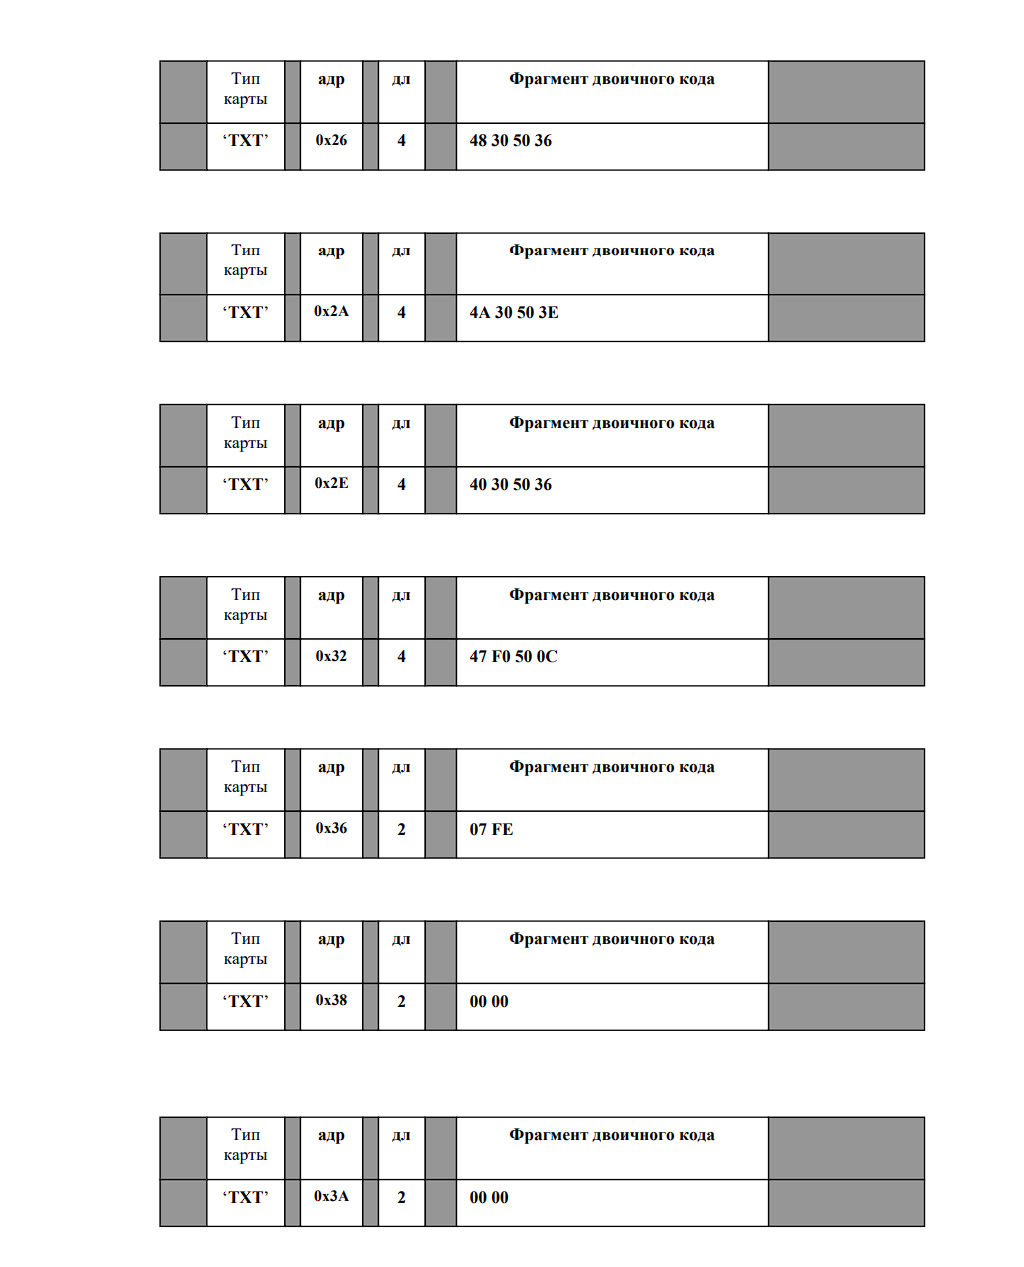 Тип карты адр дл Фрагмент двоичного кода
‘TXT’ 0x26 4 48 30 50 36
Тип карты адр дл Фрагмент двоичного кода
‘TXT’ 0x2A 4 4A 30 50 3E
Тип карты адр дл Фрагмент двоичного кода
‘TXT’ 0x2E 4 40 30 50 36
Тип карты адр дл Фрагмент двоичного кода
‘TXT’ 0x32 4 47 F0 50 0C
Тип карты адр дл Фрагмент двоичного кода
‘TXT’ 0x36 2 07 FE
Тип карты адр дл Фрагмент двоичного кода
‘TXT’ 0x38 2 00 00
Тип карты адр дл Фрагмент двоичного кода
‘TXT’ 0x3A 2 00 00